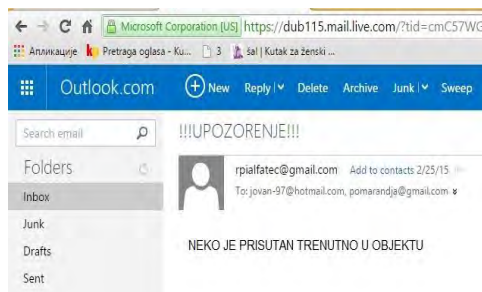 Microsoft Corporation [US] https://dub115.mail.live.com/?tid=cmC57WG
Апликације Pretraga oglasa - Ku... 3 šal | Kutak za ženski ...
Outlook.com New Reply Delete Archive Junk Sweep
Search email
!!!UPOZORENJE!!!
Folders
rpialfatec@gmail.com Add to contacts 2/25/15
To: jovan-97@hotmail.com, pomarandja@gmail.com
Inbox
Junk
NEKO JE PRISUTAN TRENUTNO U OBJEKTU
Drafts
Sent